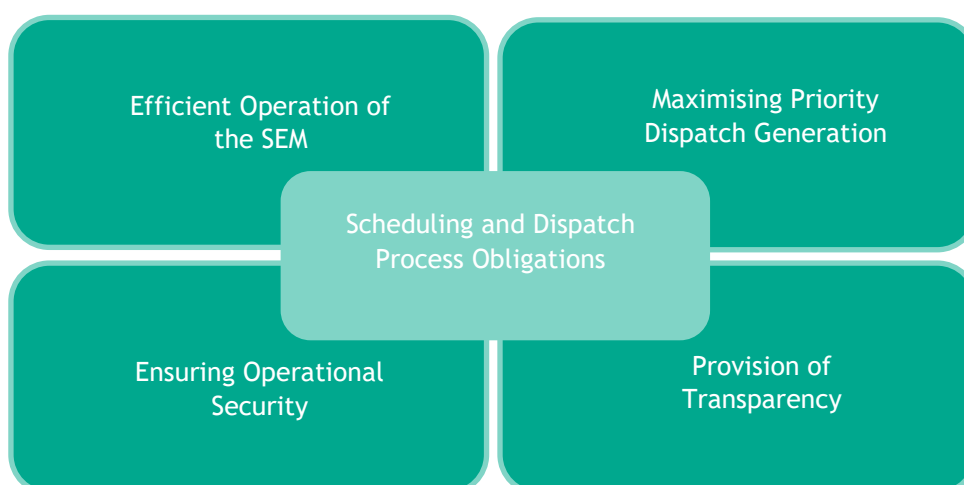 Efficient Operation of
the SEM
Maximising Priority
Dispatch Generation
Scheduling and Dispatch
Process Obligations
Ensuring Operational
Security
Provision of
Transparency